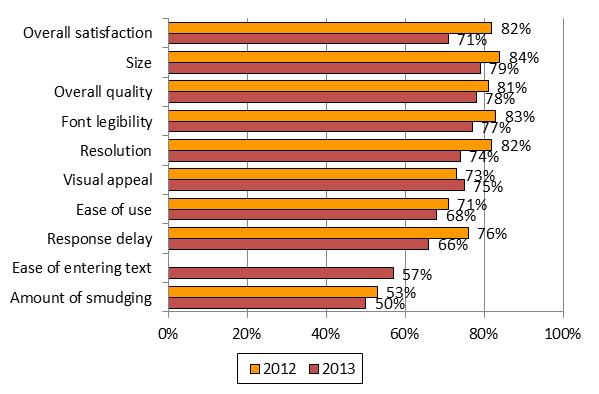 Overall satisfaction 82%
71%
Size 84%
79%
Overall quality 81%
78%
Font legibility 83%
77%
Resolution 82%
74%
Visual appeal 73%
75%
Ease of use 71%
68%
Response delay 76%
66%
Ease of entering text 57%
Amount of smudging 53%
50%
0% 20% 40% 60% 80% 100%
2012 2013